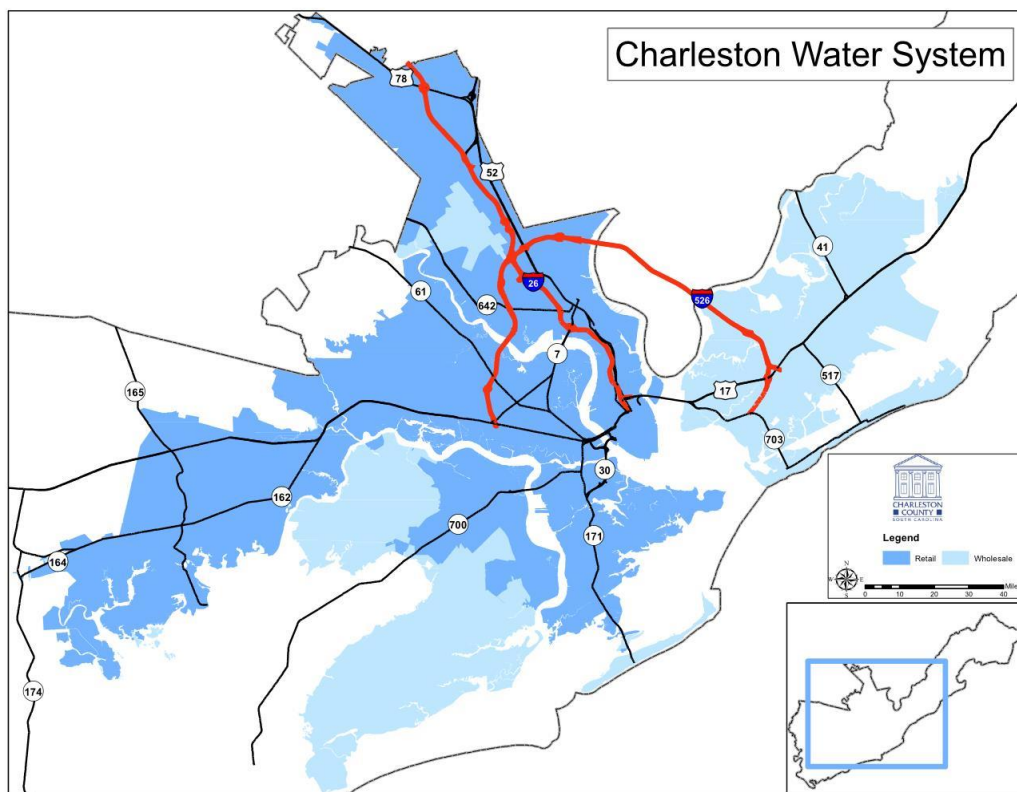 Charleston Water System
78
52
41
61
26
526
642
7
165
17
517
703
30
162
700
171
164
174
CHARLESTON
COUNTY
SOUTH CAROLINA
Legend
Retail Wholesale
N
W E
S
0 10 20 30 40 Mile